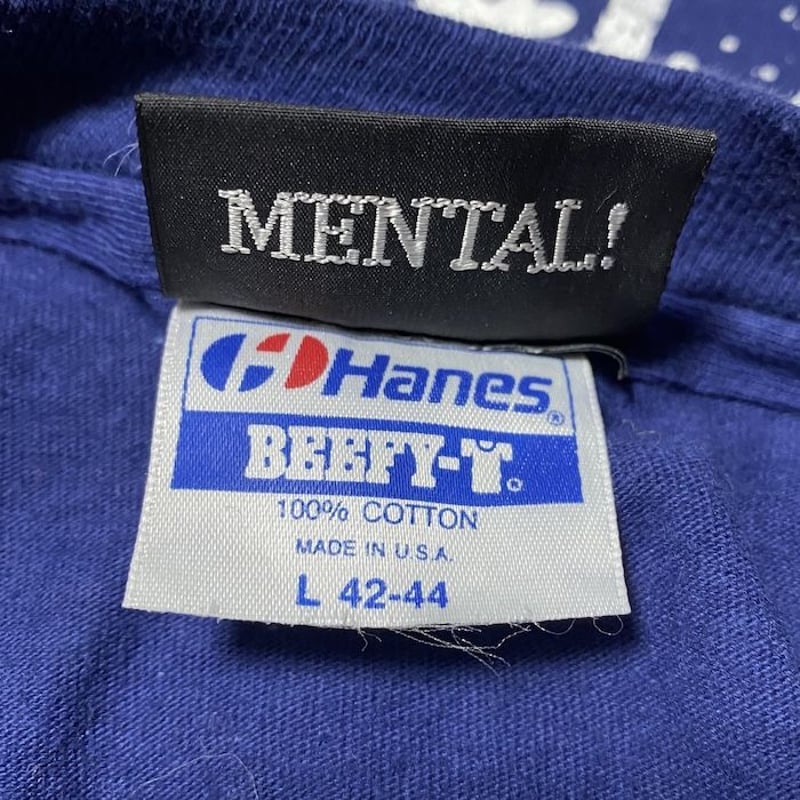 MENTAL!
Hanes®
BEEFY-T®
100% COTTON
MADE IN U.S.A.
L 42-44